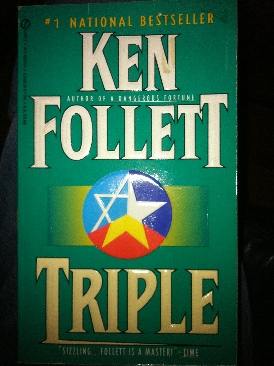 #1 NATIONAL BESTSELLER
KEN
AUTHOR OF A DANGEROUS FORTUNE
FOLLETT
TRIPLE
"SIZZLING...FOLLETT IS A MASTER!" -TIME